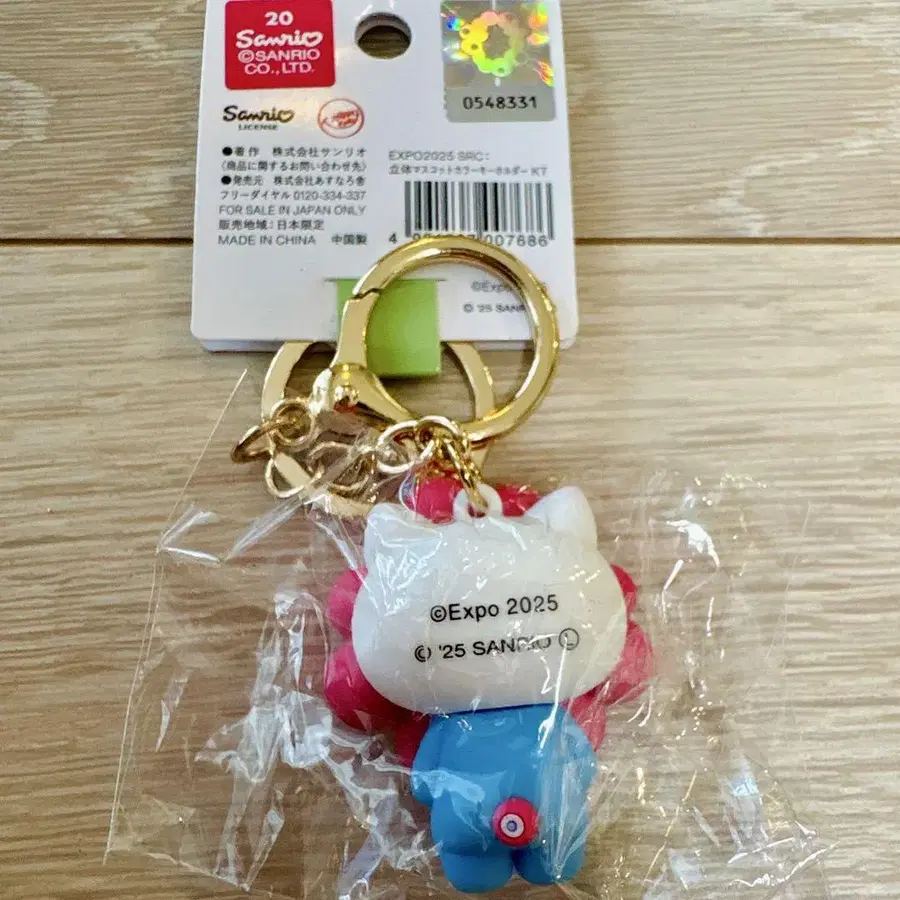 20
Sanrio
©SANRIO
CO.,LTD.
0548331
Sanrio
LICENSE
●著作 株式会社サンリオ
(商品に関するお問い合わせ先)
●発売元 株式会社あすなろ舎
フリーダイヤル 0120-334-337
FOR SALE IN JAPAN ONLY
販売地域:日本限定
MADE IN CHINA 中国製
EXPO2025 SRC:
立体マスコットカラーキーホルダー KT
007686
©Expo
© '25 SANRIO
©Expo 2025
© '25 SANRIO Ⓛ